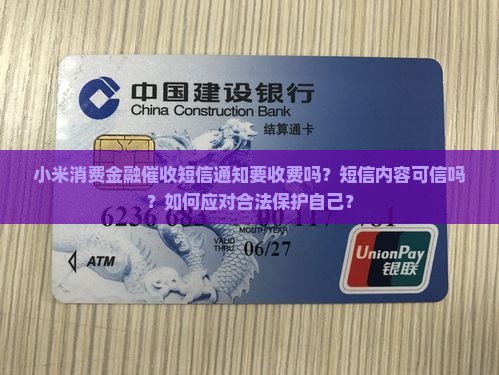 中国建设银行
China Construction Bank
结算通卡
小米消费金融催收短信通知要收费吗？短信内容可信吗
？如何应对合法保护自己？
MONTH/YEAR
VALID
THRU
06/27
ATM
UnionPay
银联